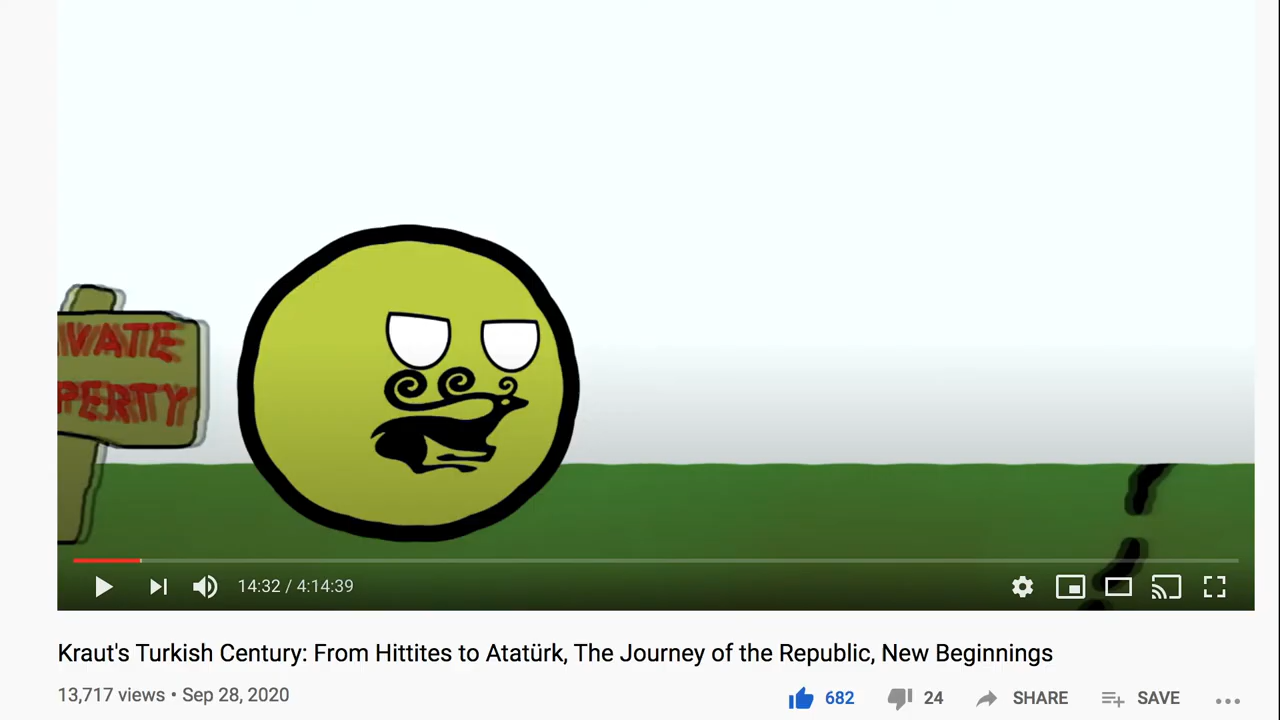 IVATE
PERTY
14:32 / 4:14:39
Kraut's Turkish Century: From Hittites to Atatürk, The Journey of the Republic, New Beginnings
13,717 views • Sep 28, 2020
682 24 SHARE SAVE